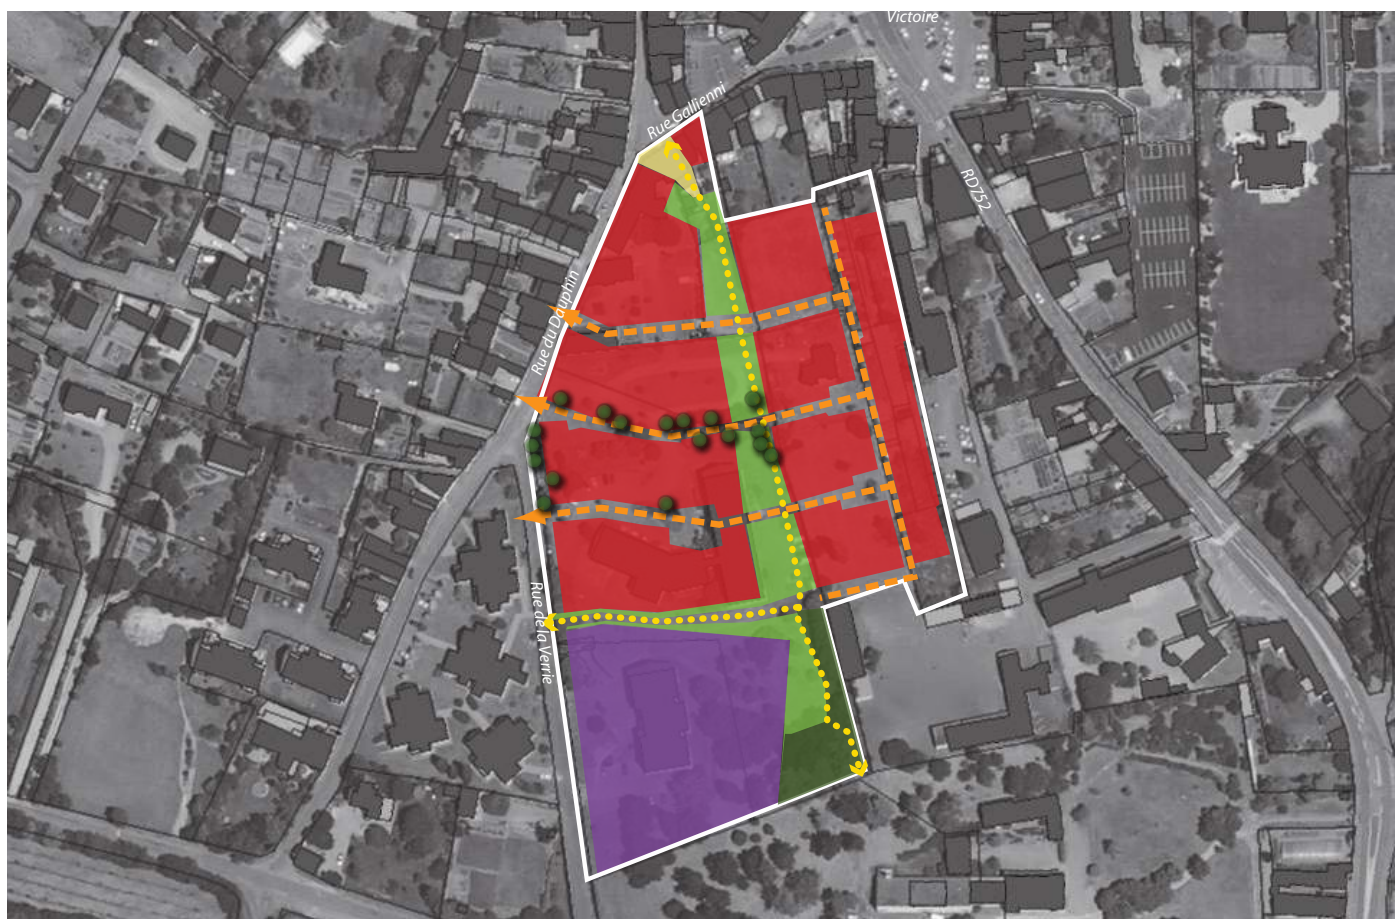 Victoire
Rue Gallienni
RD752
Rue du Dauphin
Rue de la Verrie